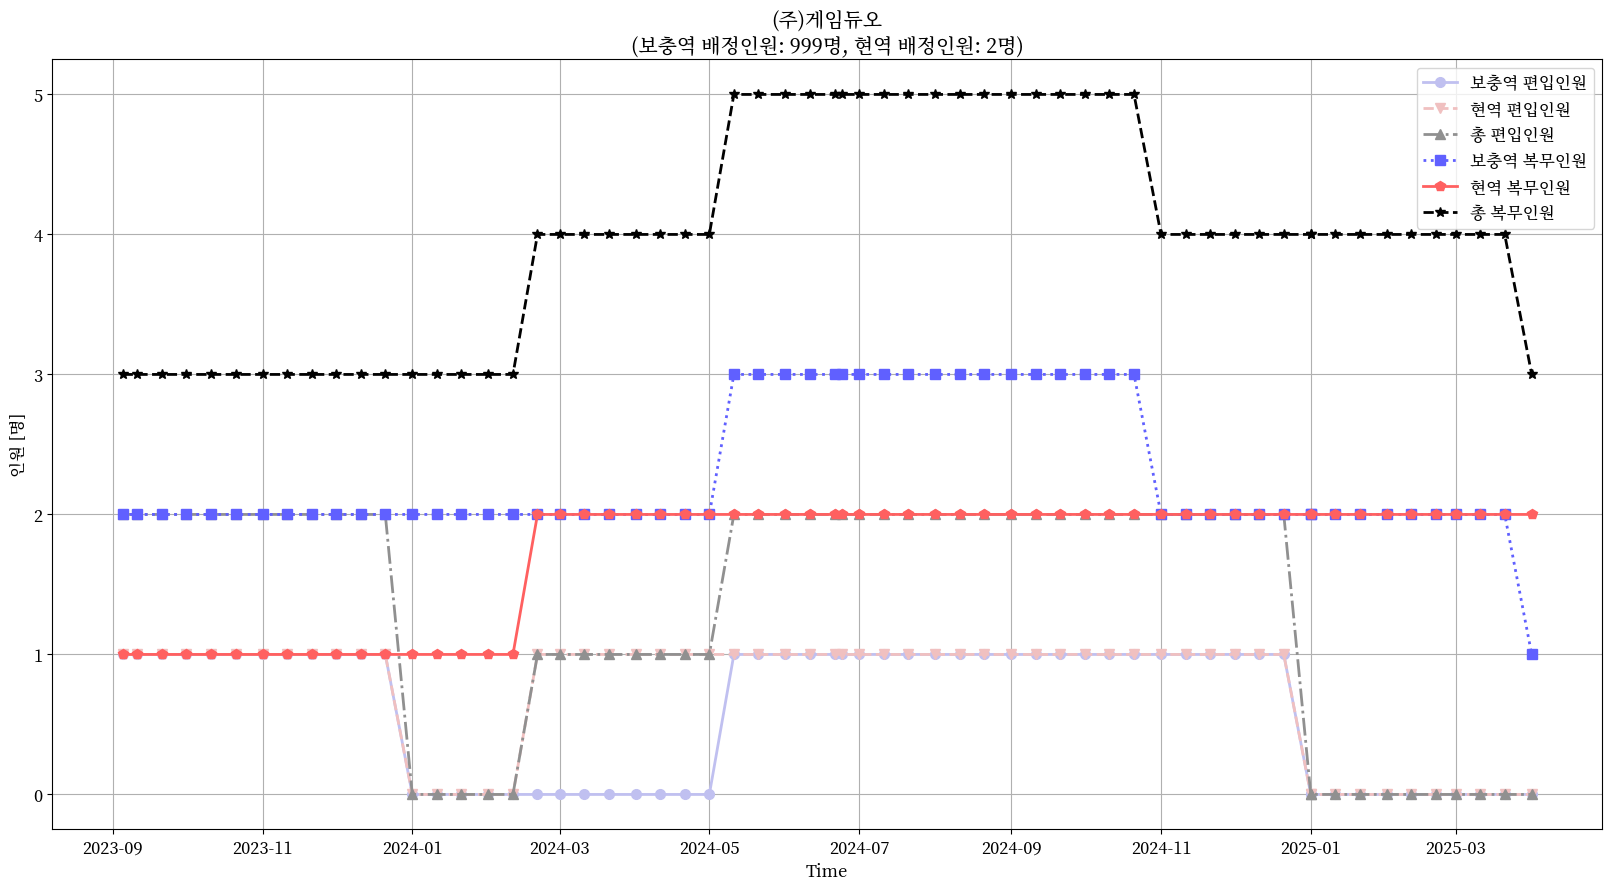 (주)게임듀오
(보충역 배정인원: 999명, 현역 배정인원: 2명)
보충역 편입인원
현역 편입인원
총 편입인원
보충역 복무인원
현역 복무인원
총 복무인원
인원 [명]
5
4
3
2
1
0
2023-09 2023-11 2024-01 2024-03 2024-05 2024-07 2024-09 2024-11 2025-01 2025-03
Time